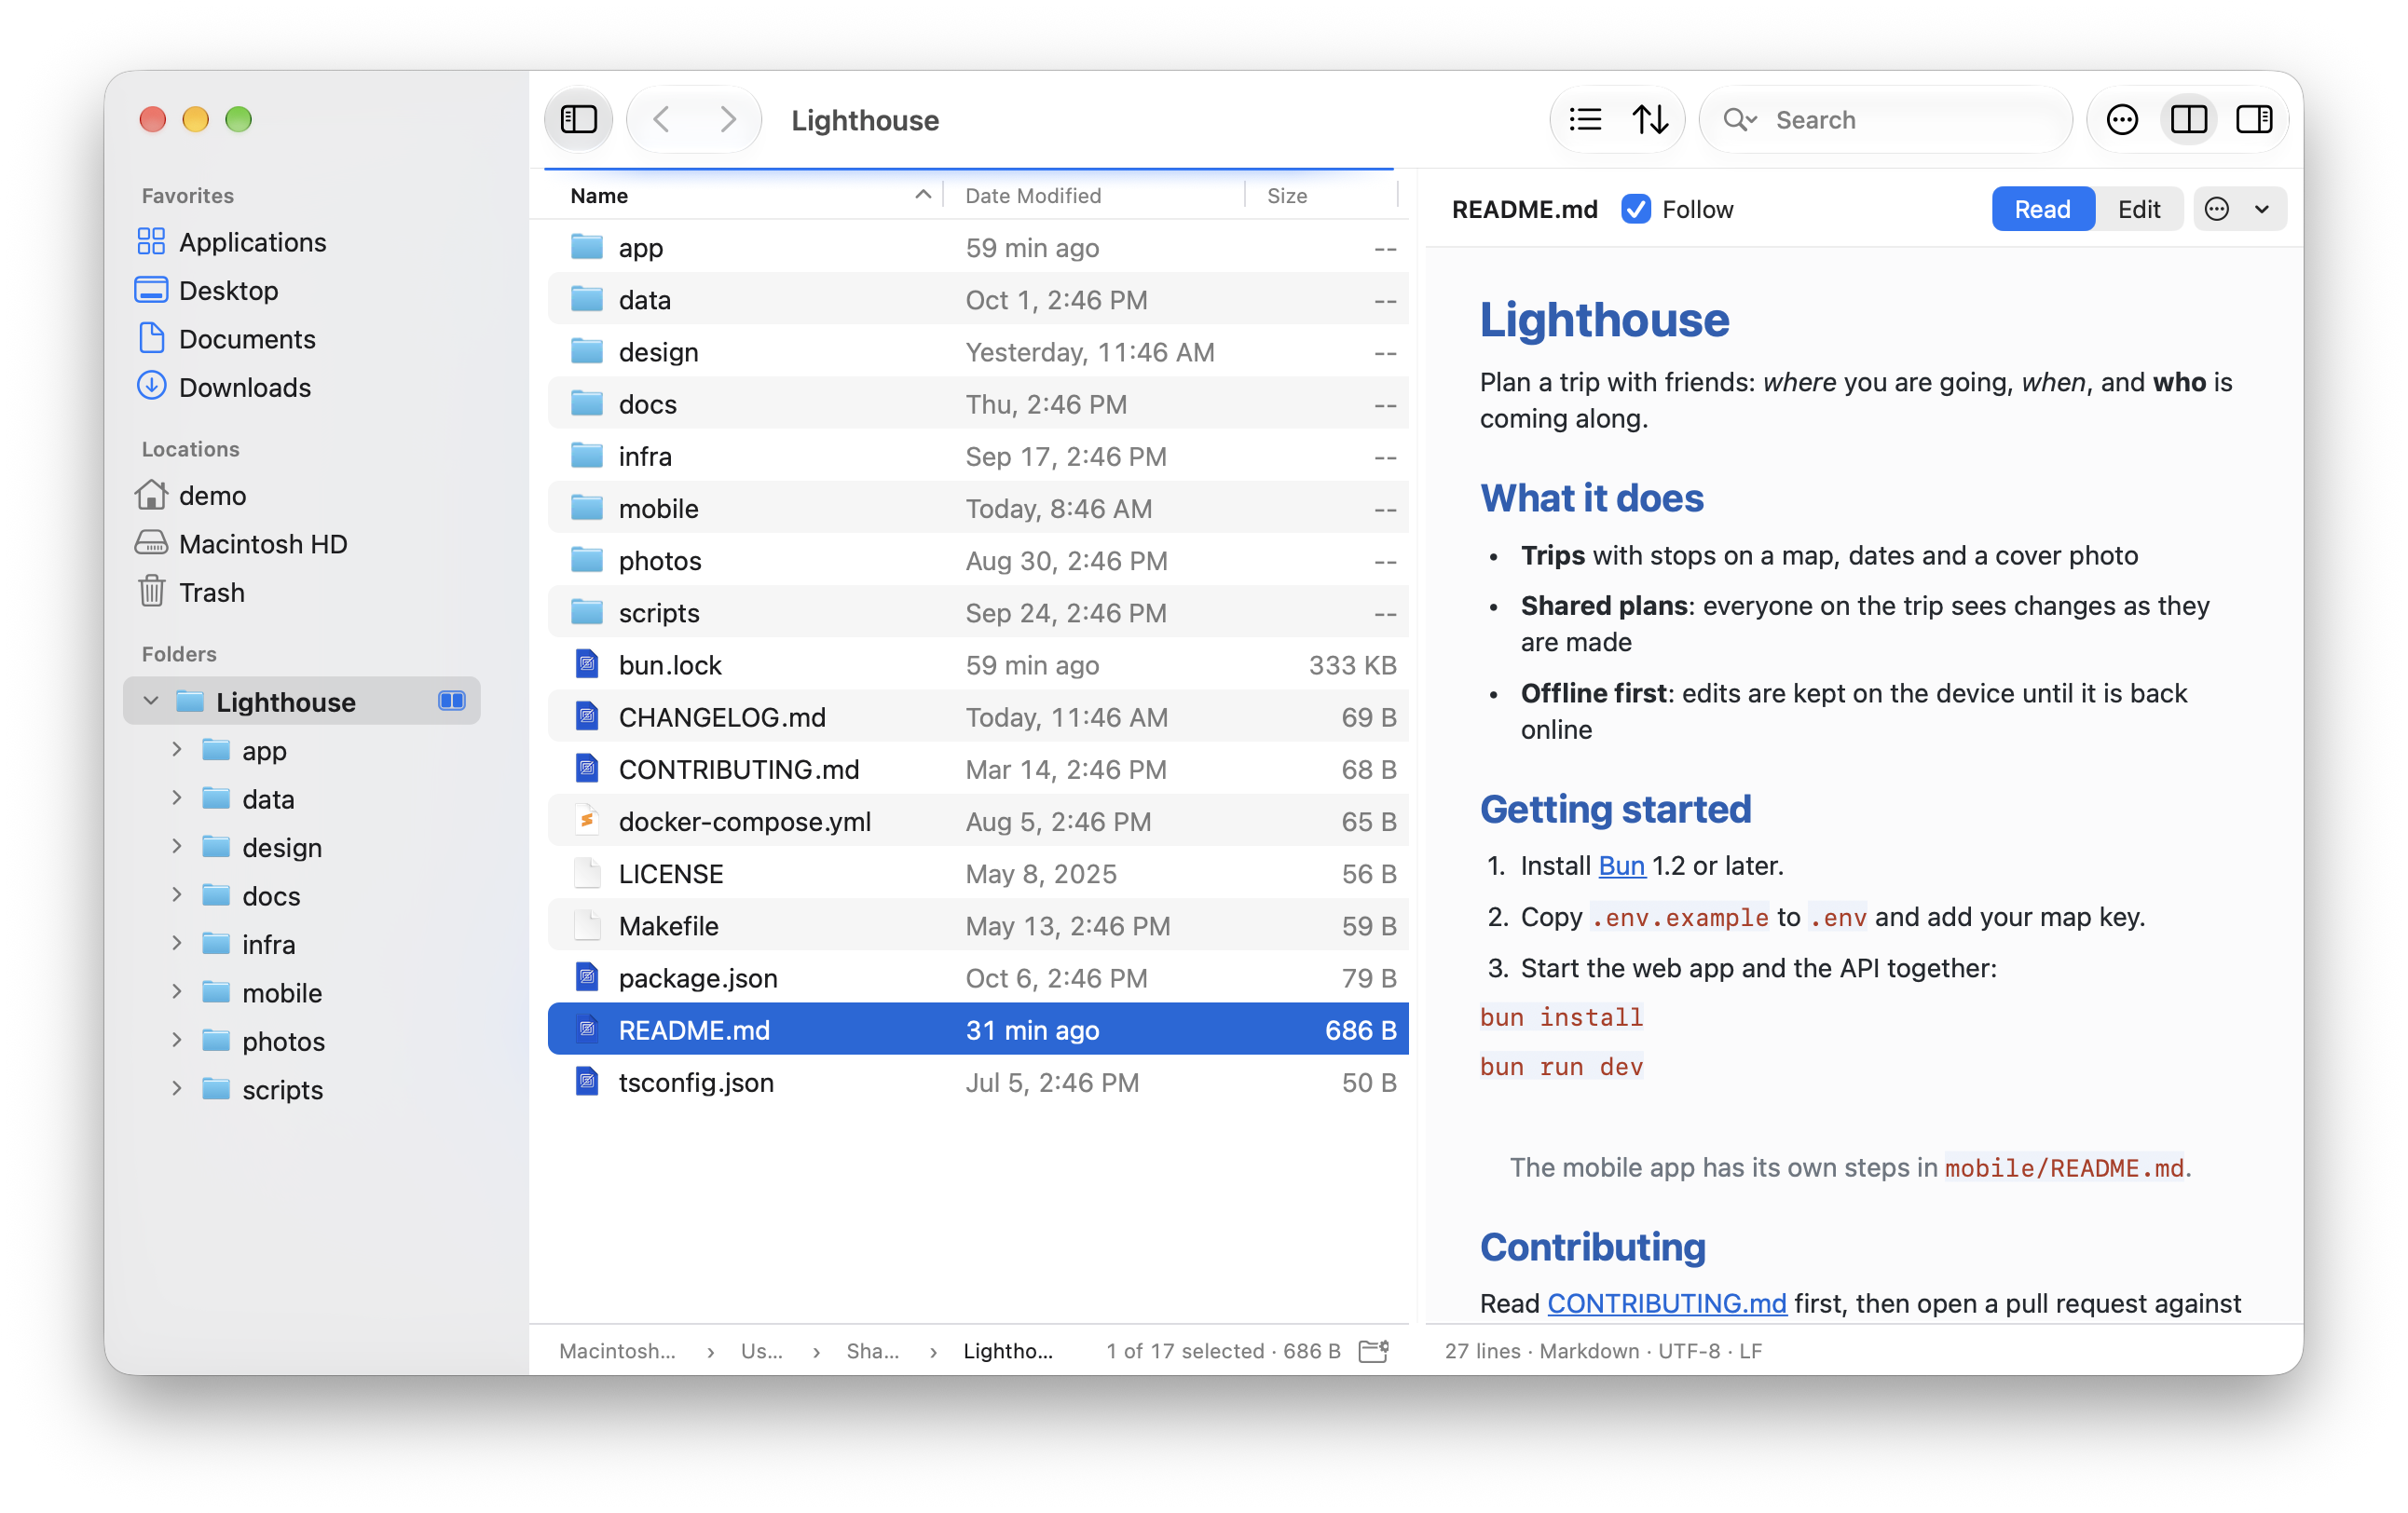 Lighthouse
Search
Favorites
Applications
Desktop
Documents
Downloads
Locations
demo
Macintosh HD
Trash
Folders
Lighthouse
app
data
design
docs
infra
mobile
photos
scripts
Name Date Modified Size
app 59 min ago --
data Oct 1, 2:46 PM --
design Yesterday, 11:46 AM --
docs Thu, 2:46 PM --
infra Sep 17, 2:46 PM --
mobile Today, 8:46 AM --
photos Aug 30, 2:46 PM --
scripts Sep 24, 2:46 PM --
bun.lock 59 min ago 333 KB
CHANGELOG.md Today, 11:46 AM 69 B
CONTRIBUTING.md Mar 14, 2:46 PM 68 B
docker-compose.yml Aug 5, 2:46 PM 65 B
LICENSE May 8, 2025 56 B
Makefile May 13, 2:46 PM 59 B
package.json Oct 6, 2:46 PM 79 B
README.md 31 min ago 686 B
tsconfig.json Jul 5, 2:46 PM 50 B
Macintosh... › Us... › Sha... › Lightho... 1 of 17 selected · 686 B
README.md Follow Read Edit
Lighthouse
Plan a trip with friends: where you are going, when, and who is
coming along.
What it does
• Trips with stops on a map, dates and a cover photo
• Shared plans: everyone on the trip sees changes as they
are made
• Offline first: edits are kept on the device until it is back
online
Getting started
1. Install Bun 1.2 or later.
2. Copy .env.example to .env and add your map key.
3. Start the web app and the API together:
bun install
bun run dev
The mobile app has its own steps in mobile/README.md.
Contributing
Read CONTRIBUTING.md first, then open a pull request against
27 lines · Markdown · UTF-8 · LF